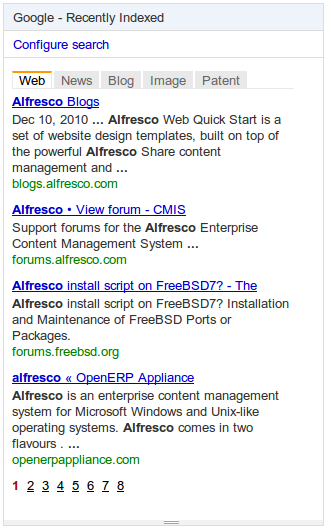 Google - Recently Indexed
Configure search
Web News Blog Image Patent
Alfresco Blogs
Dec 10, 2010 ... Alfresco Web Quick Start is a
set of website design templates, built on top of
the powerful Alfresco Share content
management and ...
blogs.alfresco.com
Alfresco • View forum - CMIS
Support forums for the Alfresco Enterprise
Content Management System ...
forums.alfresco.com
Alfresco install script on FreeBSD7? - The
Alfresco install script on FreeBSD7? Installation
and Maintenance of FreeBSD Ports or
Packages.
forums.freebsd.org
alfresco « OpenERP Appliance
Alfresco is an enterprise content management
system for Microsoft Windows and Unix-like
operating systems. Alfresco comes in two
flavours . ...
openerpappliance.com
1 2 3 4 5 6 7 8